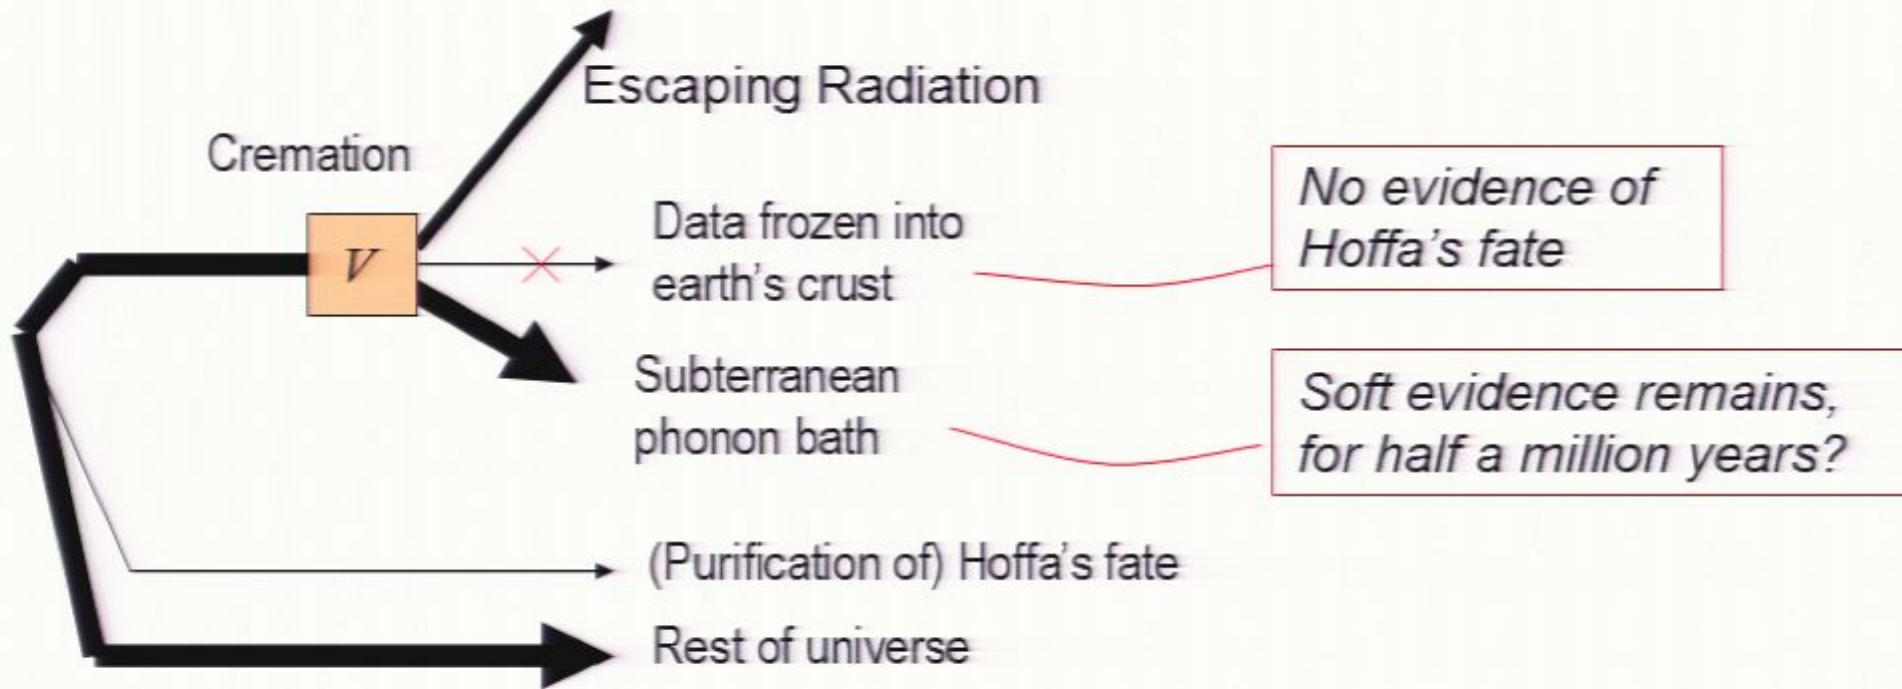 Escaping Radiation
Cremation
V
Data frozen into
earth's crust
No evidence of
Hoffa's fate
Subterranean
phonon bath
Soft evidence remains,
for half a million years?
(Purification of) Hoffa's fate
Rest of universe